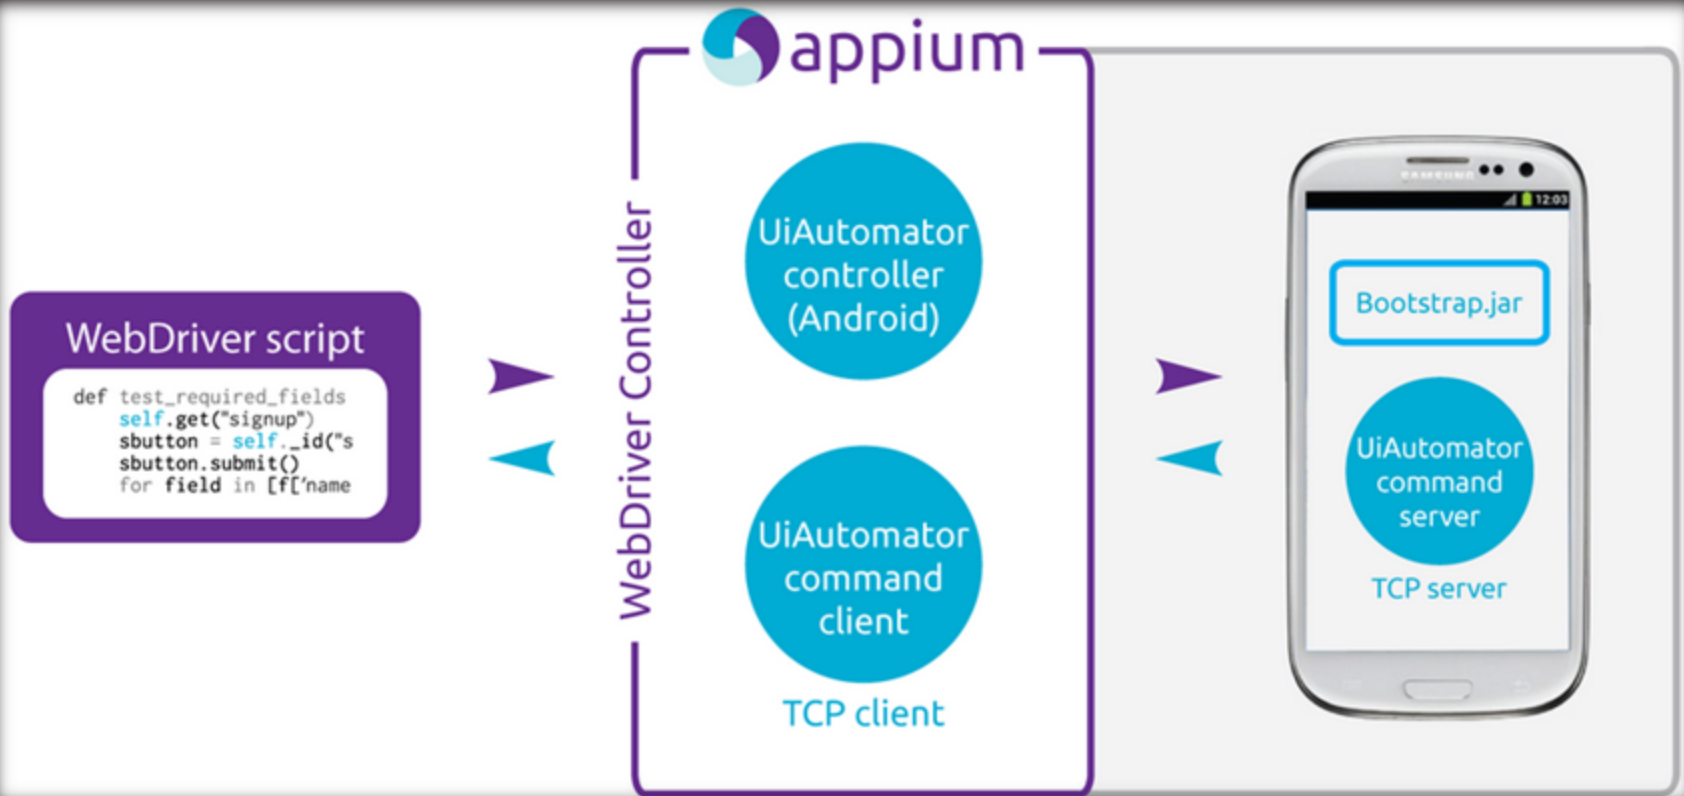 appium
WebDriver script
def test_required_fields
self.get("signup")
sbutton = self._id("s
sbutton.submit()
for field in [f['name
WebDriver Controller
UiAutomator
controller
(Android)
UiAutomator
command
client
TCP client
SAMSUNG
12:03
Bootstrap.jar
UiAutomator
command
server
TCP server